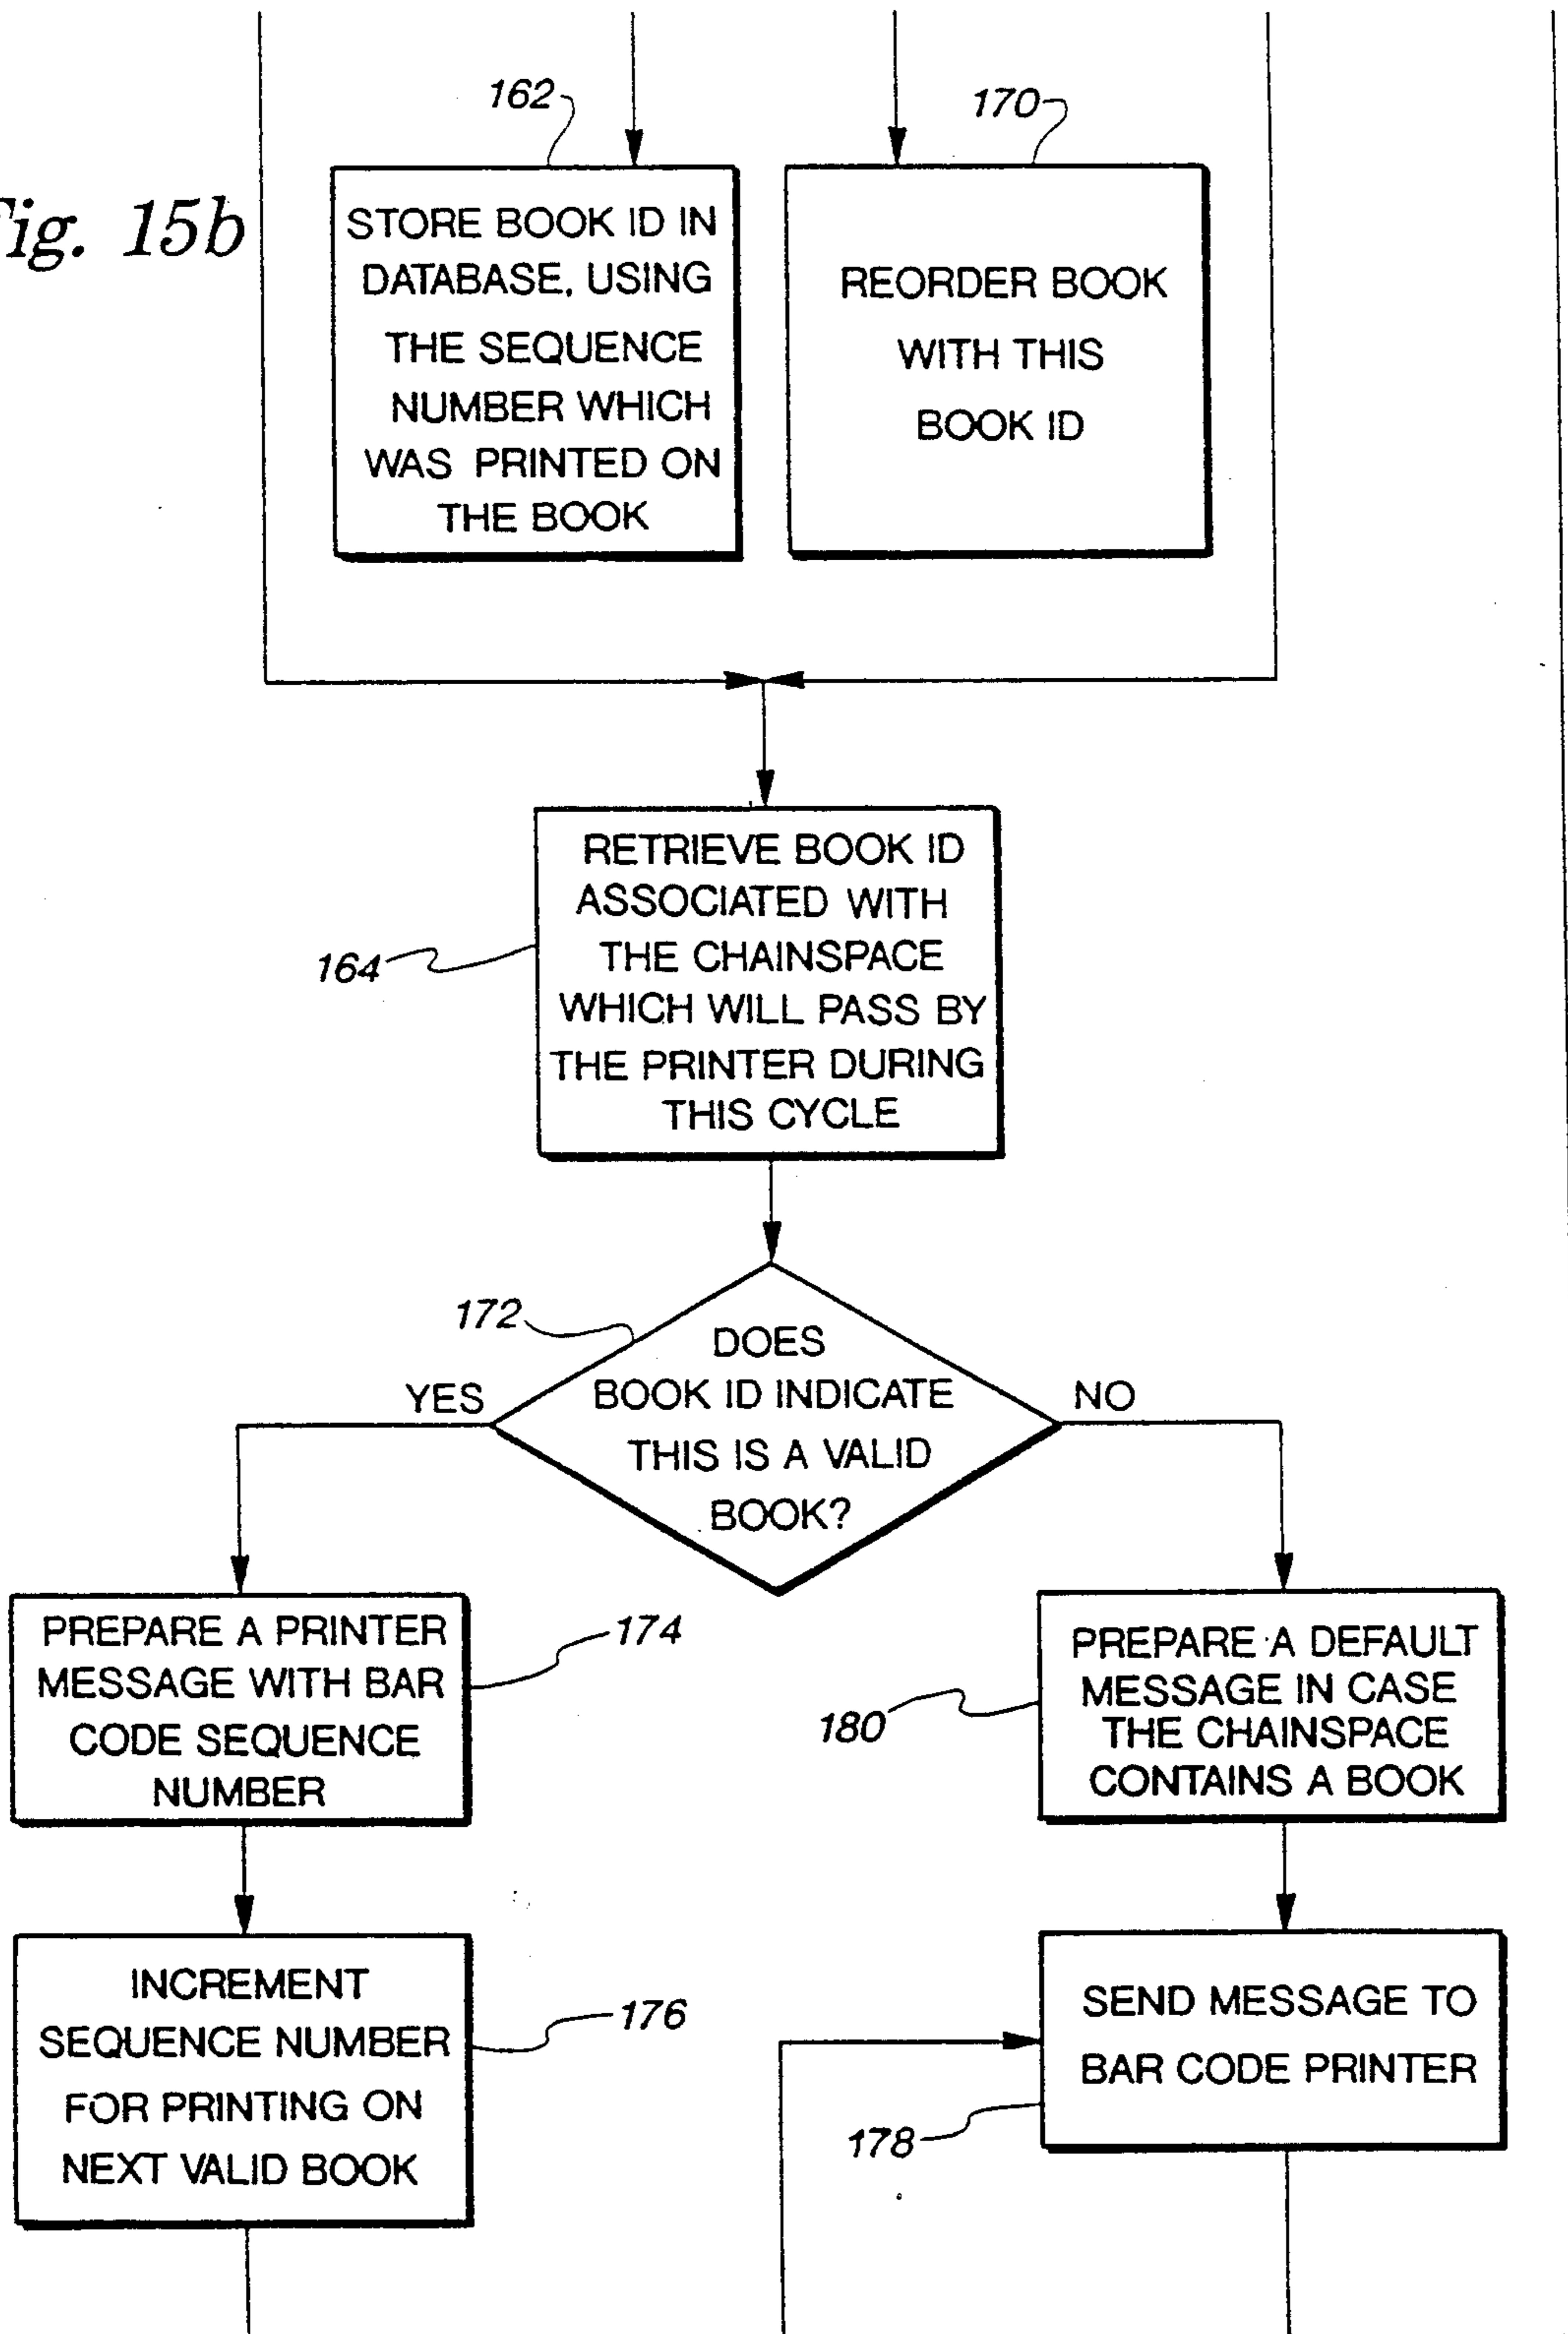 162
170
Fig. 15b
STORE BOOK ID IN
DATABASE, USING
THE SEQUENCE
NUMBER WHICH
WAS PRINTED ON
THE BOOK
REORDER BOOK
WITH THIS
BOOK ID
RETRIEVE BOOK ID
ASSOCIATED WITH
THE CHAINSPACE
WHICH WILL PASS BY
THE PRINTER DURING
THIS CYCLE
164
172
DOES
BOOK ID INDICATE
THIS IS A VALID
BOOK?
YES
NO
PREPARE A PRINTER
MESSAGE WITH BAR
CODE SEQUENCE
NUMBER
174
PREPARE A DEFAULT
MESSAGE IN CASE
THE CHAINSPACE
CONTAINS A BOOK
180
INCREMENT
SEQUENCE NUMBER
FOR PRINTING ON
NEXT VALID BOOK
176
SEND MESSAGE TO
BAR CODE PRINTER
178